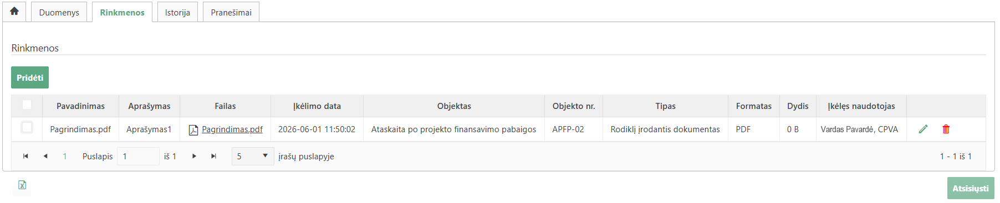 Duomenys Rinkmenos Istorija Pranešimai
Rinkmenos
Pridėti
Pavadinimas Aprašymas Failas Įkėlimo data Objektas Objekto nr. Tipas Formatas Dydis Įkėlęs naudotojas
Pagrindimas.pdf Aprašymas1 Pagrindimas.pdf 2026-06-01 11:50:02 Ataskaita po projekto finansavimo pabaigos APFP-02 Rodiklį įrodantis dokumentas PDF 0 B Vardas Pavardė, CPVA
1 Puslapis 1 iš 1 5 įrašų puslapyje 1 - 1 iš 1
Atsisiųsti